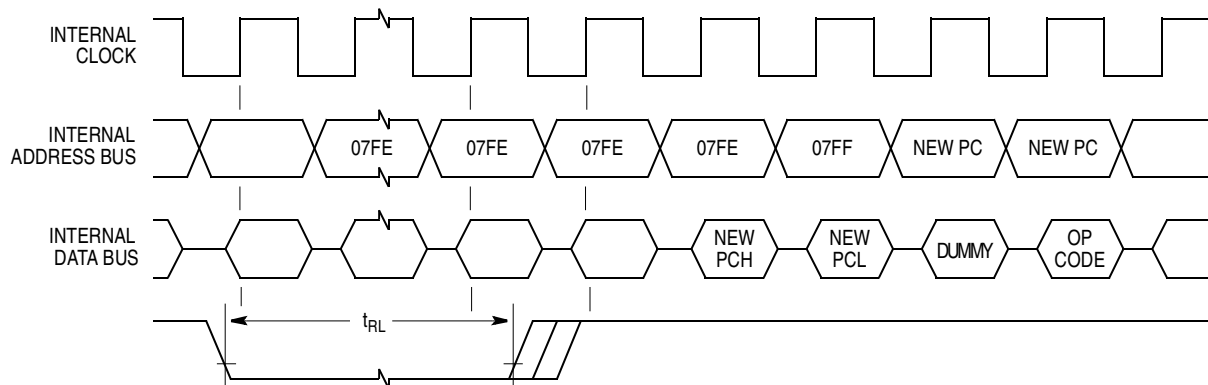 INTERNAL
CLOCK
INTERNAL
ADDRESS BUS
07FE
07FE
07FE
07FE
07FF
NEW PC
NEW PC
INTERNAL
DATA BUS
NEW
PCH
NEW
PCL
DUMMY
OP
CODE
tRL